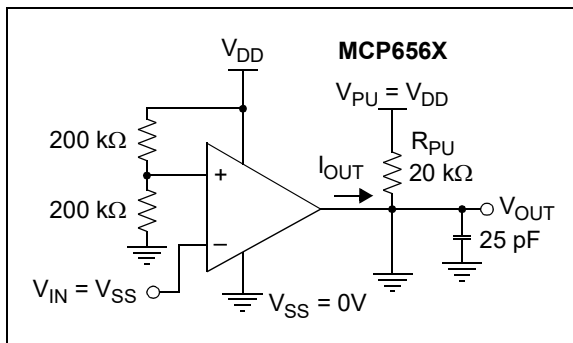 MCP656X
V_DD
V_PU = V_DD
200 kΩ
R_PU
20 kΩ
I_OUT
+
200 kΩ
V_OUT
−
25 pF
V_IN = V_SS
V_SS = 0V